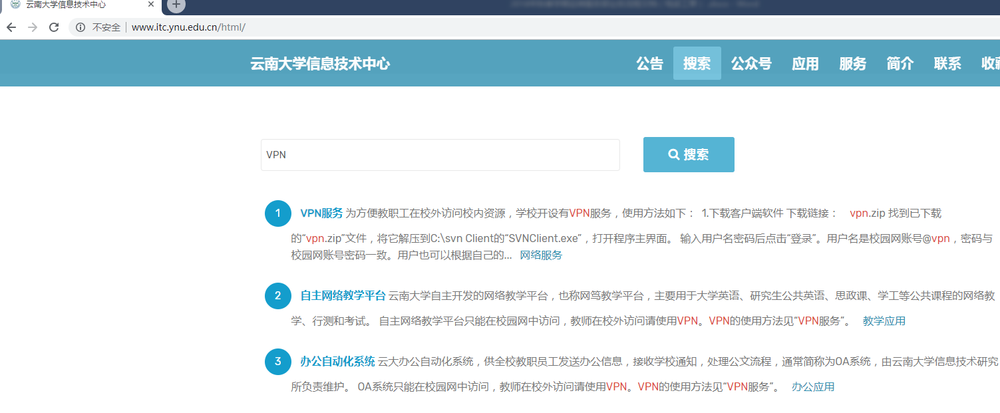 云南大学信息技术中心
不安全 www.itc.ynu.edu.cn/html/
云南大学信息技术中心 公告 搜索 公众号 应用 服务 简介 联系 收藏
VPN 搜索
1 VPN服务 为方便教职工在校外访问校内资源，学校开设有VPN服务，使用方法如下： 1.下载客户端软件 下载链接： vpn.zip 找到已下载
的“vpn.zip”文件，将它解压到C:\svn Client的“SVNClient.exe”，打开程序主界面。 输入用户名密码后点击“登录”。用户名是校园网账号@vpn，密码与
校园网账号密码一致。用户也可以根据自己的... 网络服务
2 自主网络教学平台 云南大学自主开发的网络教学平台，也称网笃教学平台，主要用于大学英语、研究生公共英语、思政课、学工等公共课程的网络教
学、行测和考试。 自主网络教学平台只能在校园网中访问，教师在校外访问请使用VPN。VPN的使用方法见“VPN服务”。 教学应用
3 办公自动化系统 云大办公自动化系统，供全校教职员工发送办公信息，接收学校通知，处理公文流程，通常简称为OA系统，由云南大学信息技术研究
所负责维护。 OA系统只能在校园网中访问，教师在校外访问请使用VPN。VPN的使用方法见“VPN服务”。 办公应用